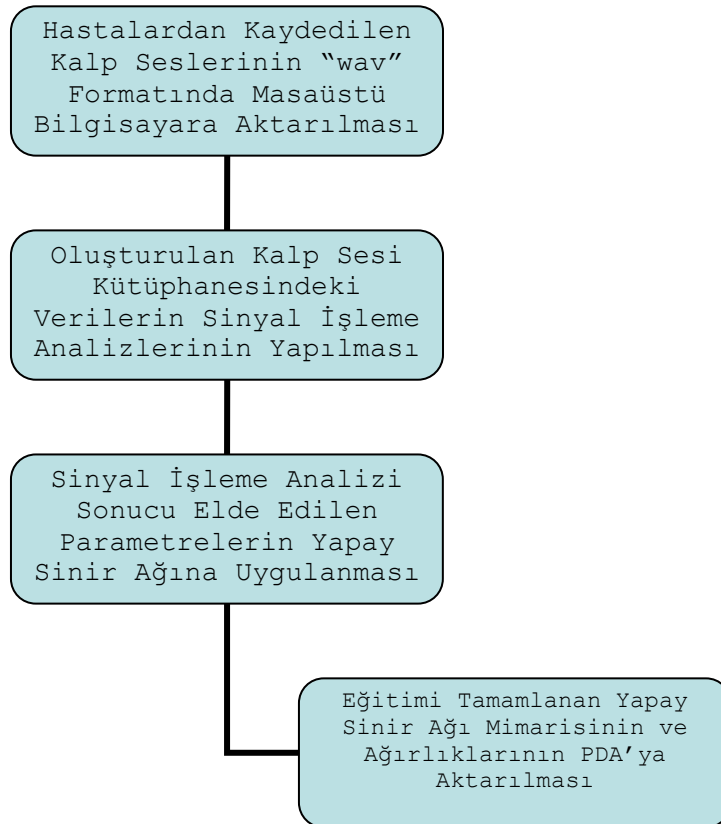 Hastalardan Kaydedilen
Kalp Seslerinin “wav”
Formatında Masaüstü
Bilgisayara Aktarılması
Oluşturulan Kalp Sesi
Kütüphanesindeki
Verilerin Sinyal İşleme
Analizlerinin Yapılması
Sinyal İşleme Analizi
Sonucu Elde Edilen
Parametrelerin Yapay
Sinir Ağına Uygulanması
Eğitimi Tamamlanan Yapay
Sinir Ağı Mimarisinin ve
Ağırlıklarının PDA’ya
Aktarılması